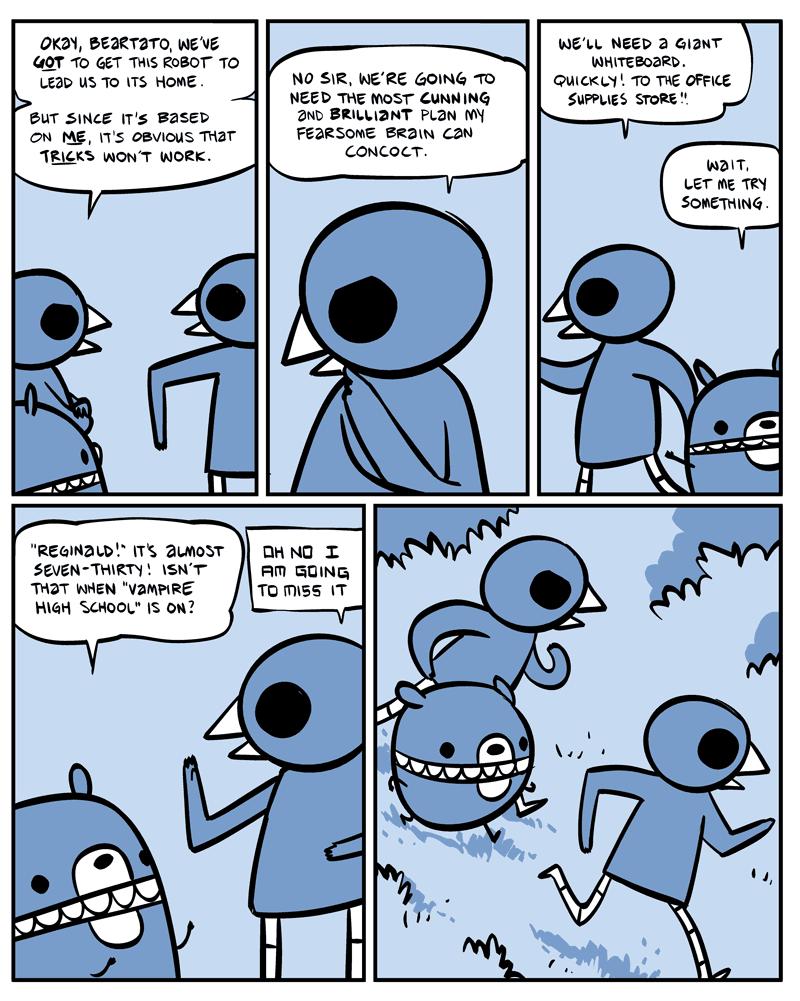 OKAY, BEARTATO, WE'VE
GOT TO GET THIS ROBOT TO
LEAD US TO ITS HOME.
BUT SINCE IT'S BASED
ON ME, IT'S OBVIOUS THAT
TRICKS WON'T WORK.
NO SIR, WE'RE GOING TO
NEED THE MOST CUNNING
AND BRILLIANT PLAN MY
FEARSOME BRAIN CAN
CONCOCT.
WE'LL NEED A GIANT
WHITEBOARD.
QUICKLY! TO THE OFFICE
SUPPLIES STORE!!
WAIT,
LET ME TRY
SOMETHING.
"REGINALD!" IT'S ALMOST
SEVEN-THIRTY! ISN'T
THAT WHEN "VAMPIRE
HIGH SCHOOL" IS ON?
OH NO I
AM GOING
TO MISS IT